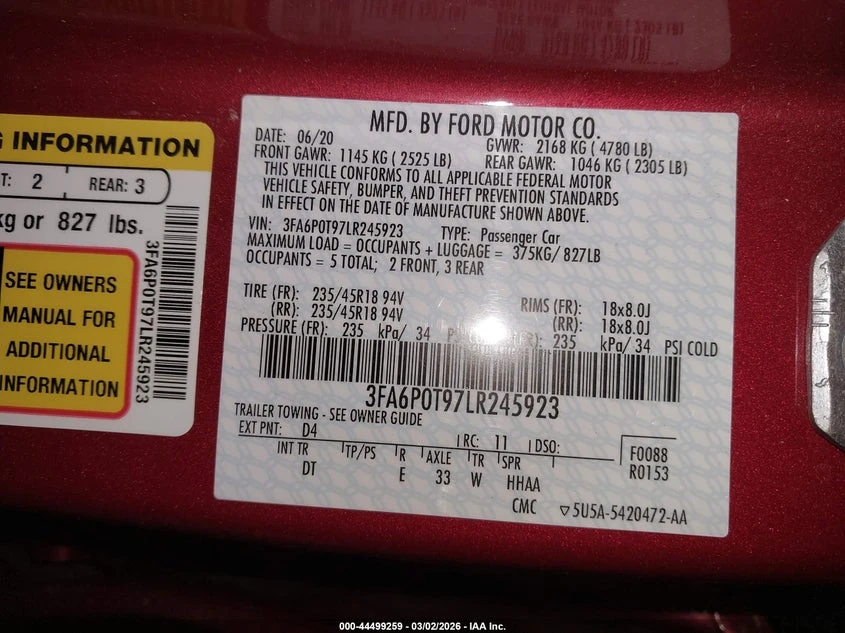 G INFORMATION
T: 2 REAR: 3
kg or 827 lbs.
SEE OWNERS
MANUAL FOR
ADDITIONAL
INFORMATION
3FA6P0T97LR245923
MFD. BY FORD MOTOR CO.
DATE: 06/20 GVWR: 2168 KG ( 4780 LB)
FRONT GAWR: 1145 KG ( 2525 LB) REAR GAWR: 1046 KG ( 2305 LB)
THIS VEHICLE CONFORMS TO ALL APPLICABLE FEDERAL MOTOR
VEHICLE SAFETY, BUMPER, AND THEFT PREVENTION STANDARDS
IN EFFECT ON THE DATE OF MANUFACTURE SHOWN ABOVE.
VIN: 3FA6P0T97LR245923 TYPE: Passenger Car
MAXIMUM LOAD = OCCUPANTS + LUGGAGE = 375KG/ 827LB
OCCUPANTS = 5 TOTAL; 2 FRONT, 3 REAR
TIRE (FR): 235/45R18 94V RIMS (FR): 18x8.0J
(RR): 235/45R18 94V (RR): 18x8.0J
PRESSURE (FR): 235 kPa/ 34 235 kPa/ 34 PSI COLD
3FA6P0T97LR245923
TRAILER TOWING - SEE OWNER GUIDE
EXT PNT: D4 RC: 11 DSO: F0088
INT TR TP/PS R AXLE TR SPR R0153
DT E 33 W HHAA
CMC ▽5U5A-5420472-AA
000-44499259 - 03/02/2026 - IAA Inc.